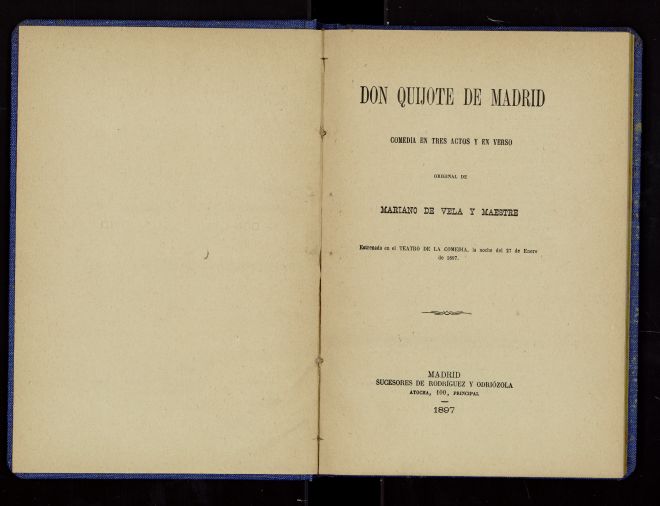 DON QUIJOTE DE MADRID
COMEDIA EN TRES ACTOS Y EN VERSO
ORIGINAL DE
MARIANO DE VELA Y MAESTRE
Estrenada en el TEATRO DE LA COMEDIA, la noche del 27 de Enero
de 1897.
MADRID
SUCESORES DE RODRÍGUEZ Y ODRIÓZOLA
ATOCHA, 100, PRINCIPAL
1897